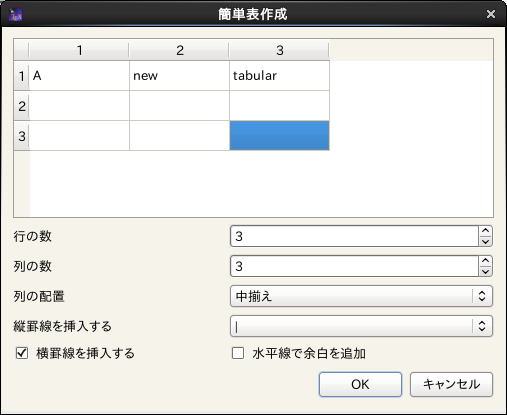 簡単表作成
1 2 3
1 A new tabular
2
3
行の数 3
列の数 3
列の配置 中揃え
縦罫線を挿入する |
横罫線を挿入する 水平線で余白を追加
OK キャンセル